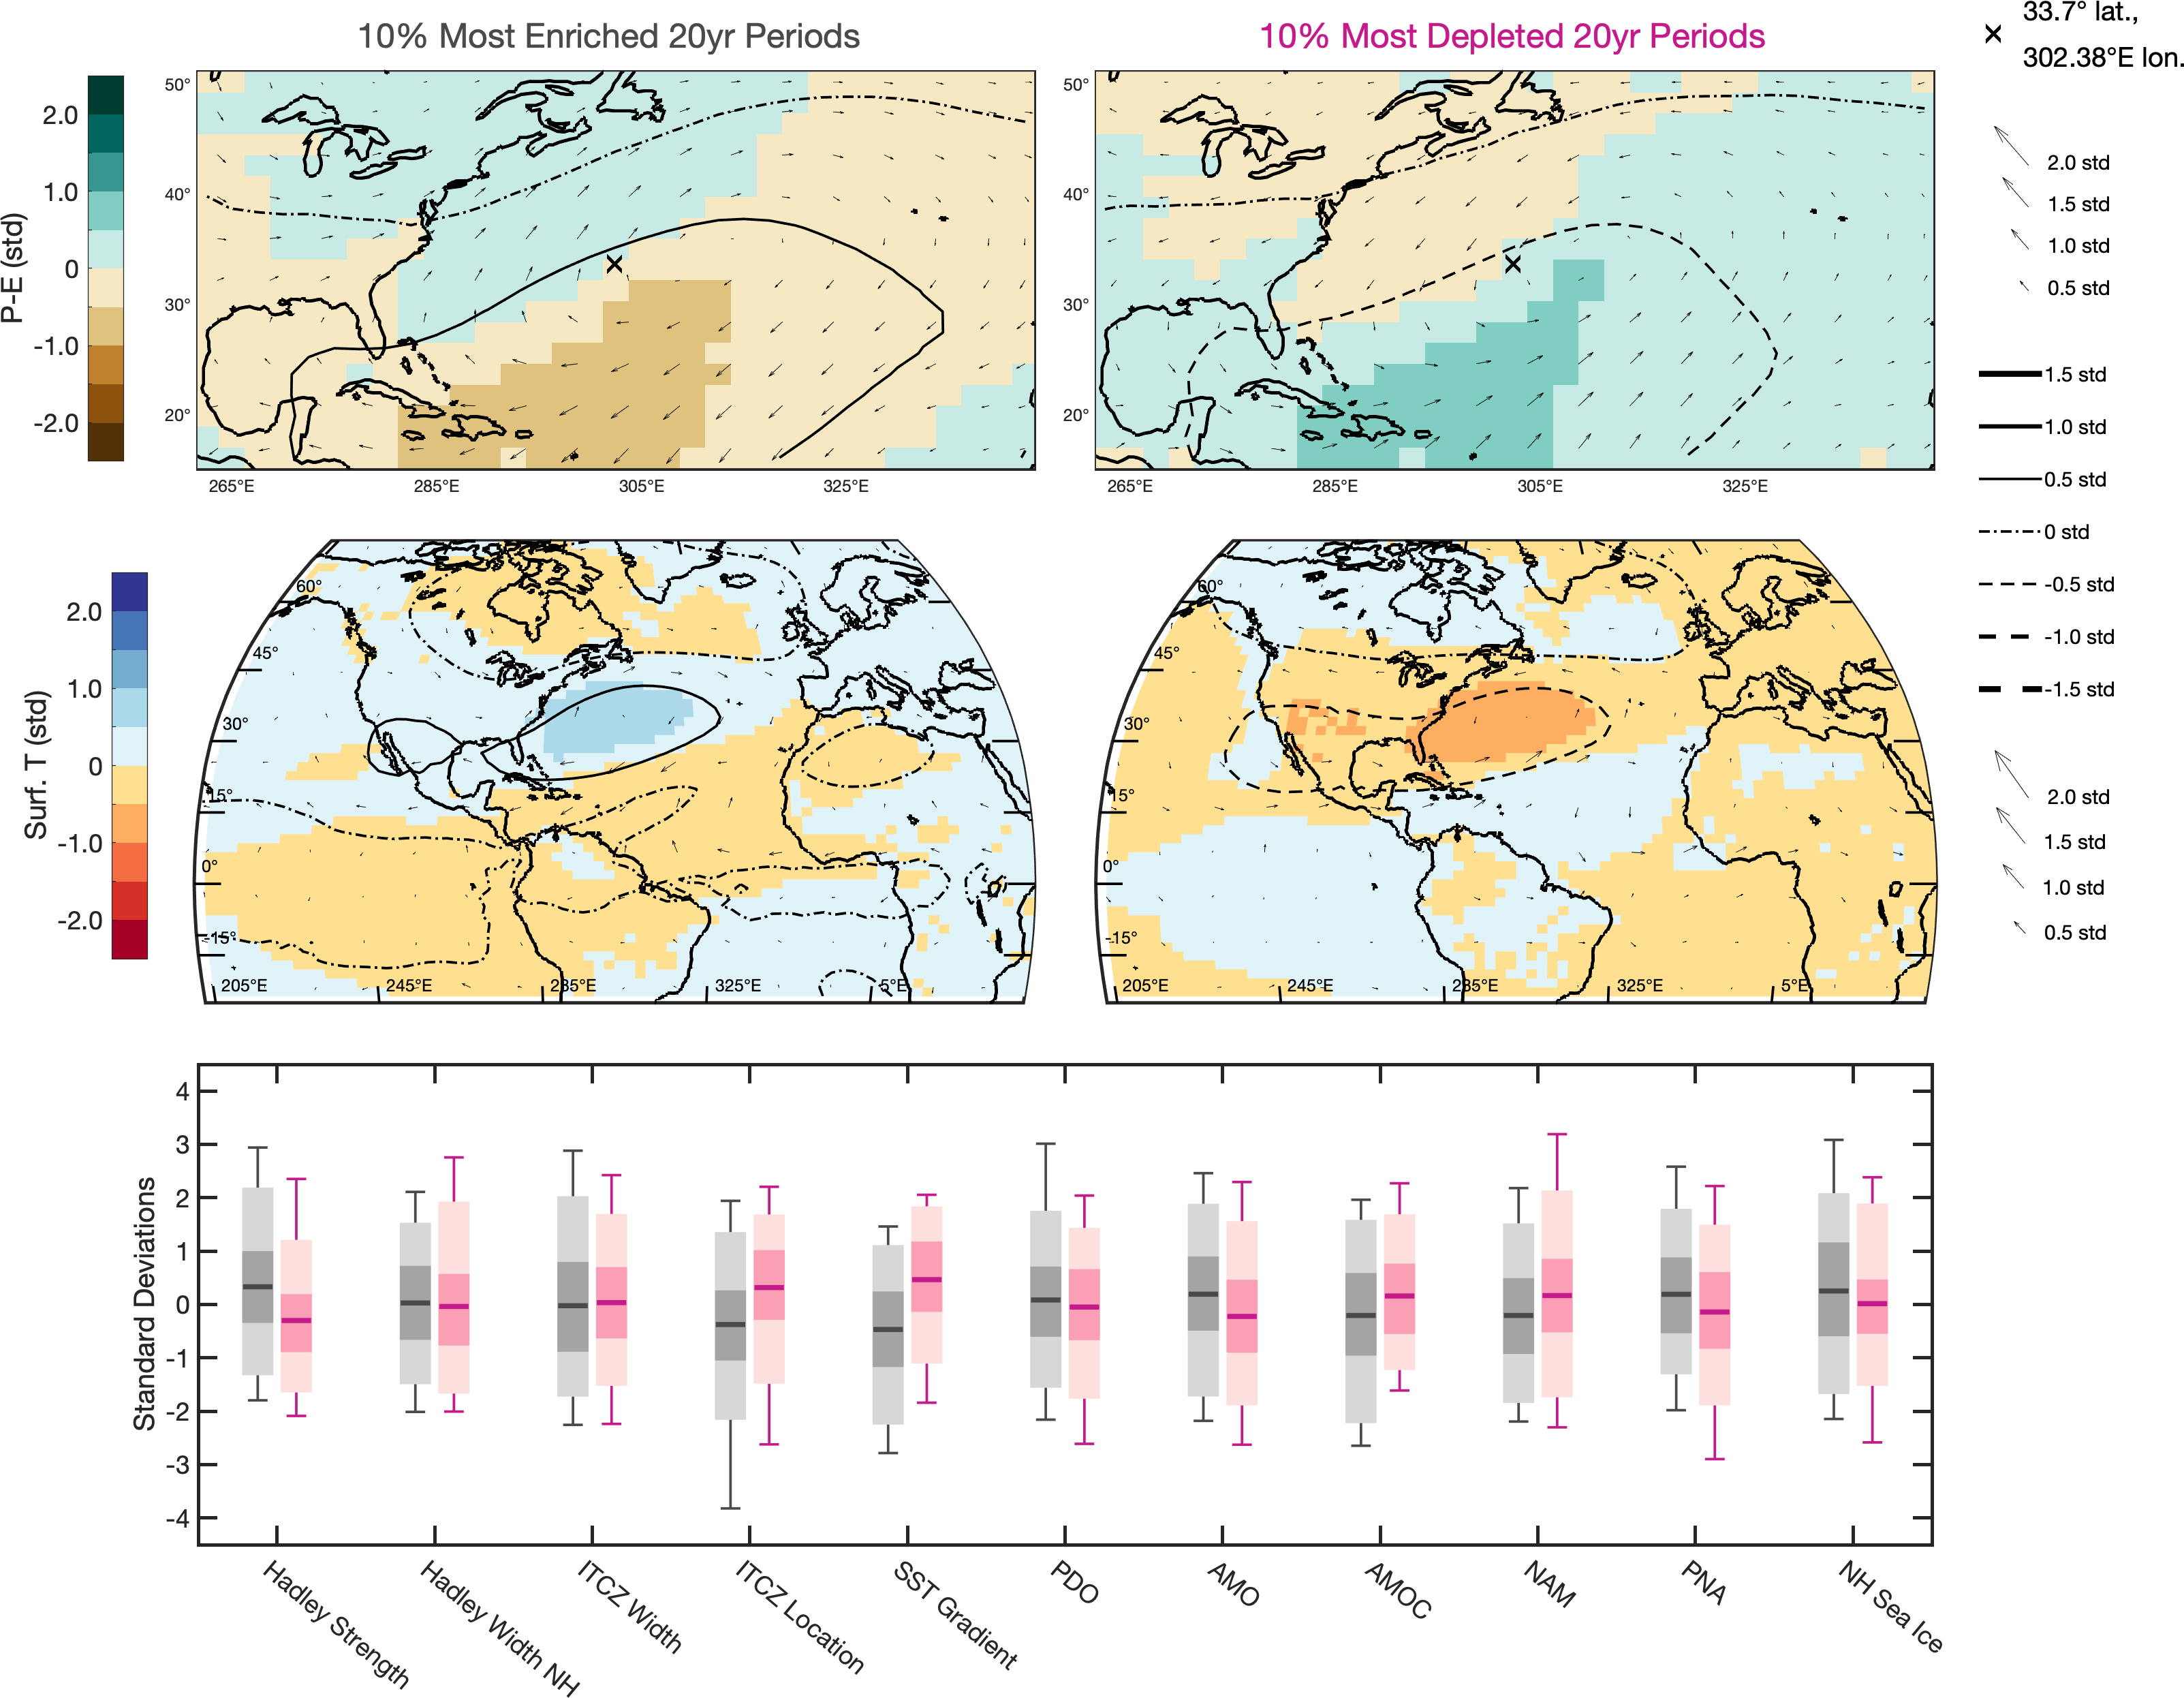 10% Most Enriched 20yr Periods
10% Most Depleted 20yr Periods
33.7° lat.,
302.38°E lon.
P-E (std)
2.0
1.0
0
-1.0
-2.0
50°
40°
30°
20°
265°E 285°E 305°E 325°E
50°
40°
30°
20°
265°E 285°E 305°E 325°E
2.0 std
1.5 std
1.0 std
0.5 std
1.5 std
1.0 std
0.5 std
0 std
-0.5 std
-1.0 std
-1.5 std
2.0 std
1.5 std
1.0 std
0.5 std
Surf. T (std)
2.0
1.0
0
-1.0
-2.0
60°
45°
30°
15°
0°
-15°
205°E 245°E 285°E 325°E 5°E
60°
45°
30°
15°
0°
-15°
205°E 245°E 285°E 325°E 5°E
Standard Deviations
4
3
2
1
0
-1
-2
-3
-4
Hadley Strength
Hadley Width NH
ITCZ Width
ITCZ Location
SST Gradient
PDO
AMO
AMOC
NAM
PNA
NH Sea Ice